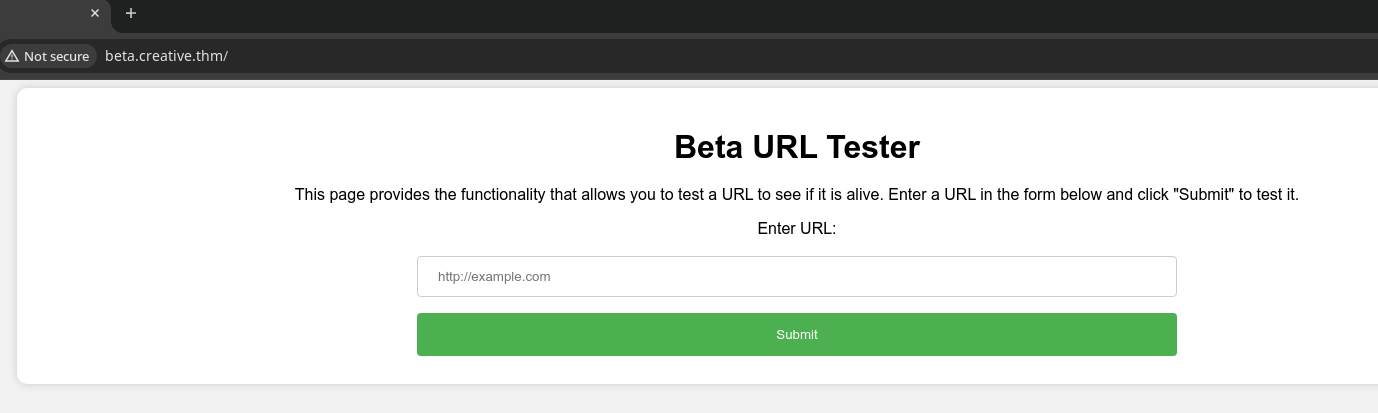 Not secure beta.creative.thm/
Beta URL Tester
This page provides the functionality that allows you to test a URL to see if it is alive. Enter a URL in the form below and click "Submit" to test it.
Enter URL:
http://example.com
Submit